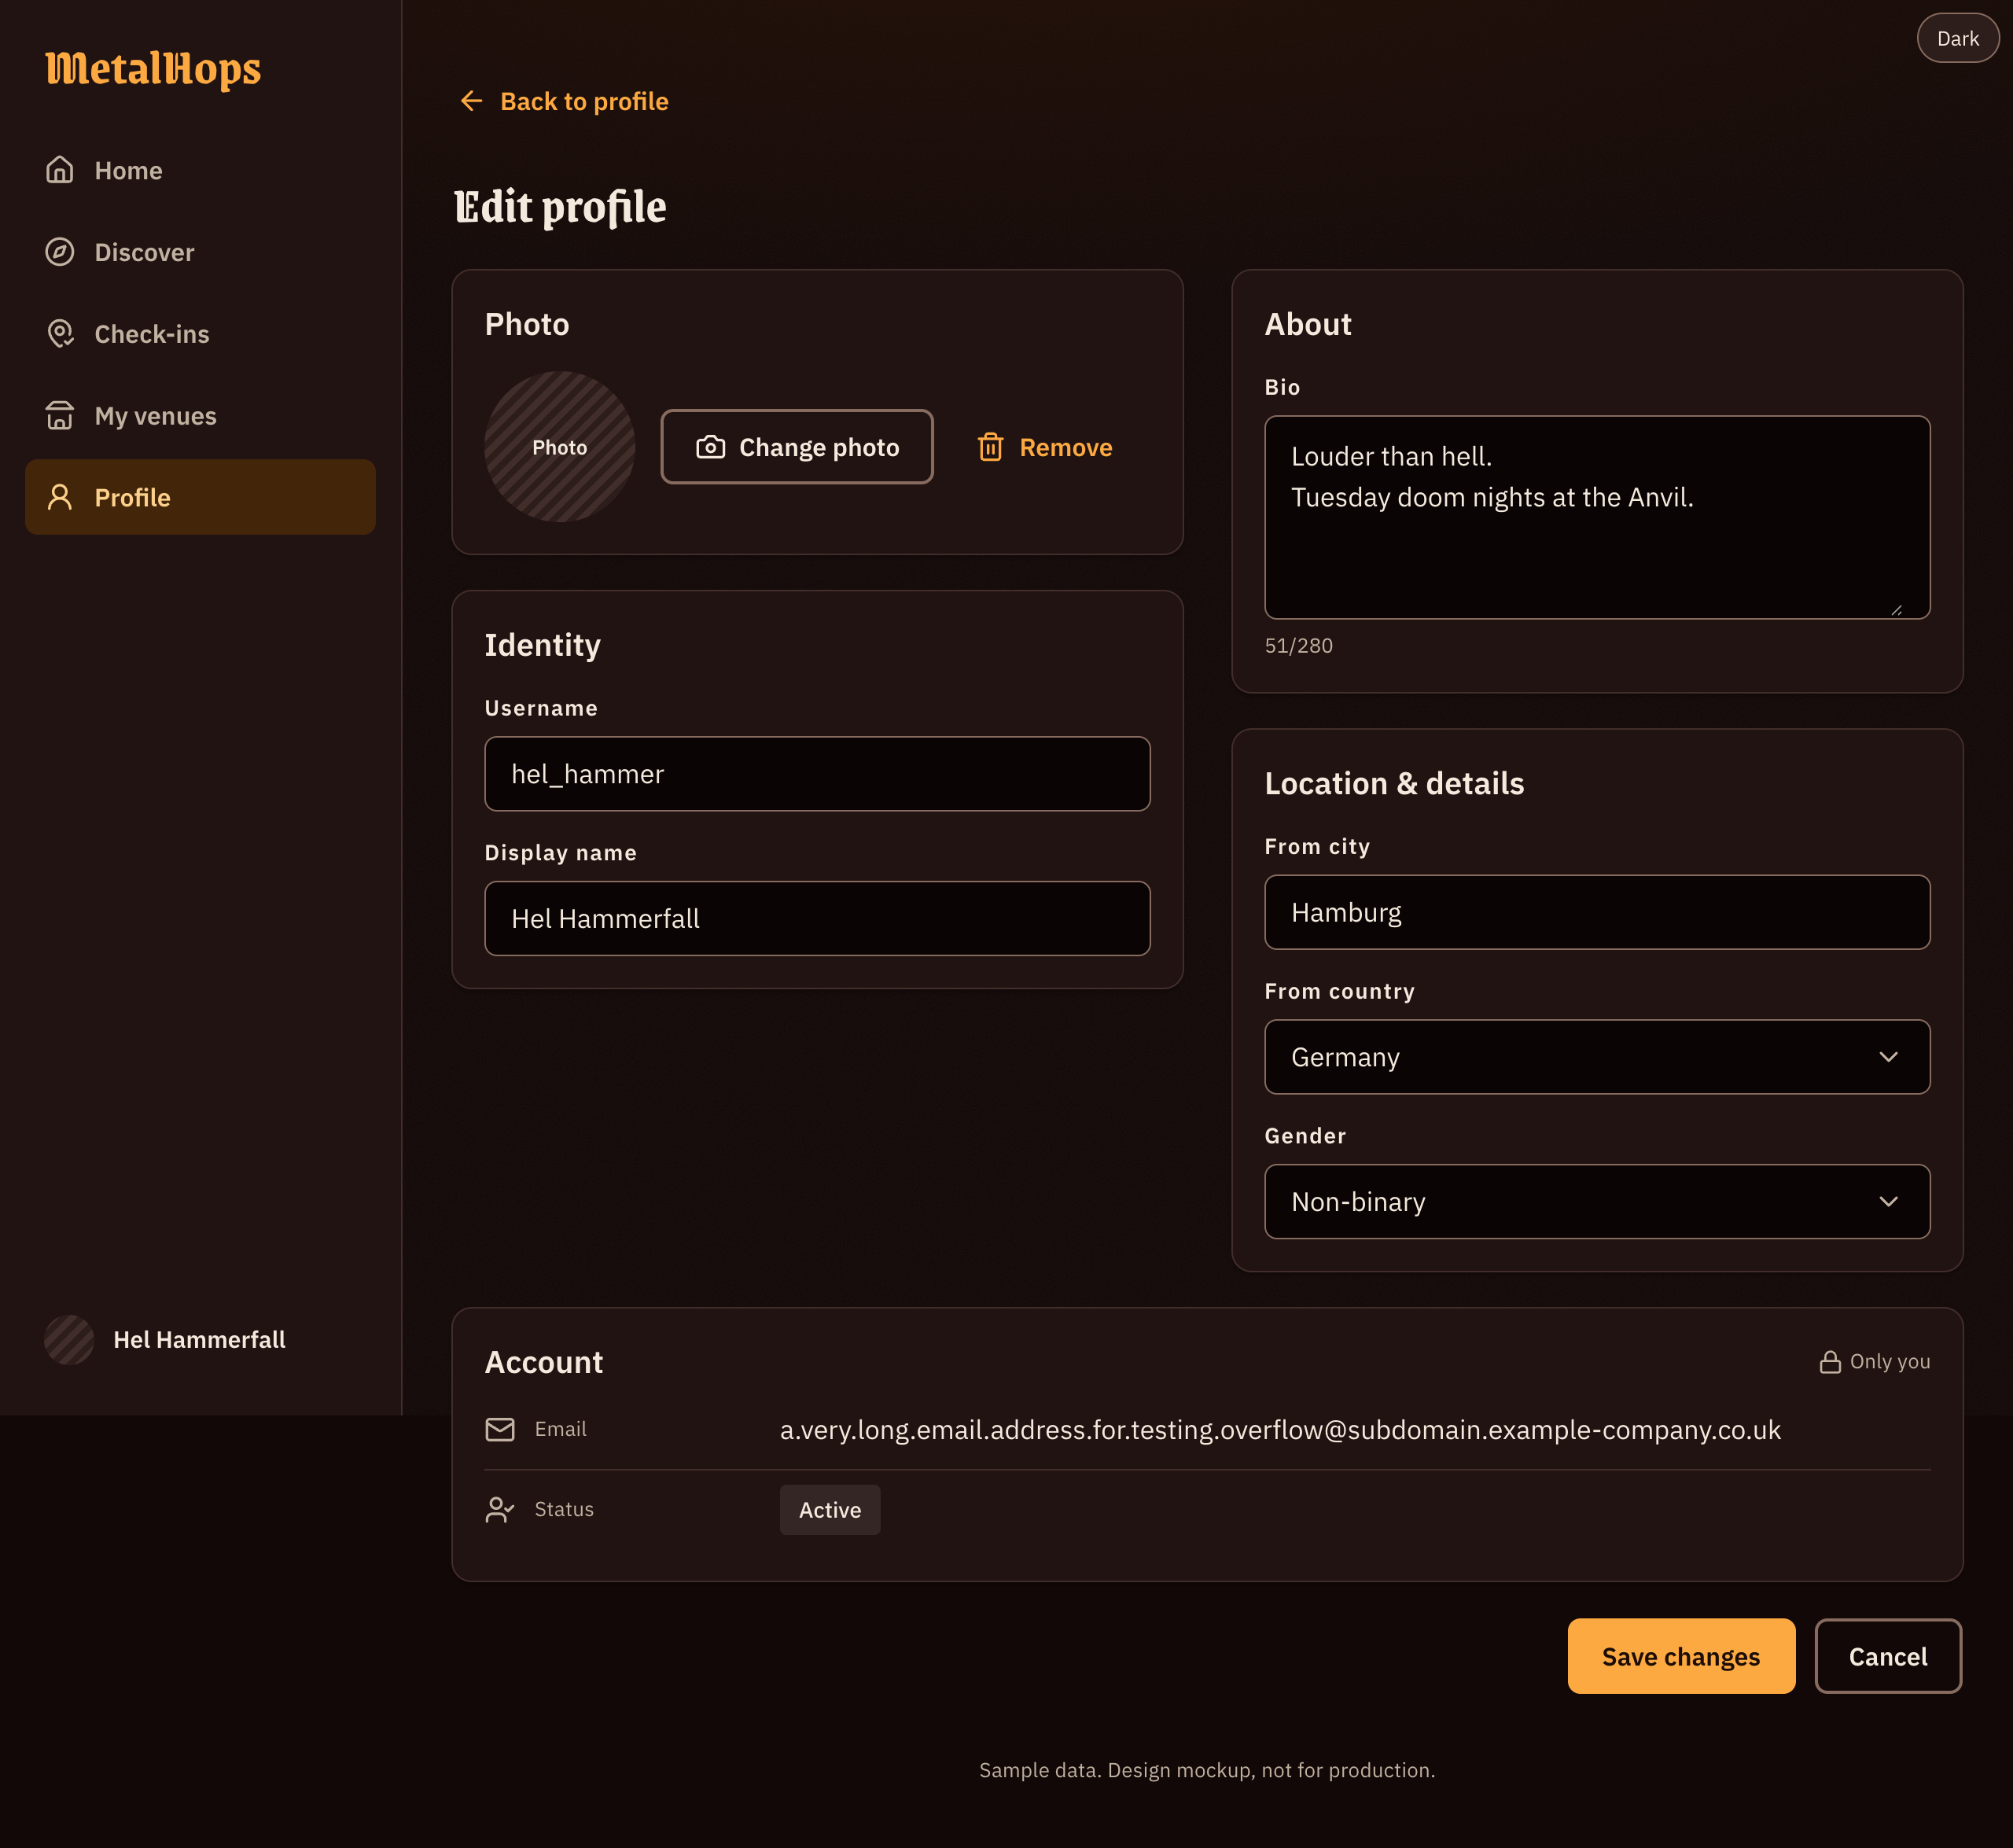 MetalHops
Home
Discover
Check-ins
My venues
Profile
Hel Hammerfall
Dark
Back to profile
Edit profile
Photo
Photo
Change photo
Remove
Identity
Username
hel_hammer
Display name
Hel Hammerfall
About
Bio
Louder than hell.
Tuesday doom nights at the Anvil.
51/280
Location & details
From city
Hamburg
From country
Germany
Gender
Non-binary
Account
Only you
Email
a.very.long.email.address.for.testing.overflow@subdomain.example-company.co.uk
Status
Active
Save changes
Cancel
Sample data. Design mockup, not for production.